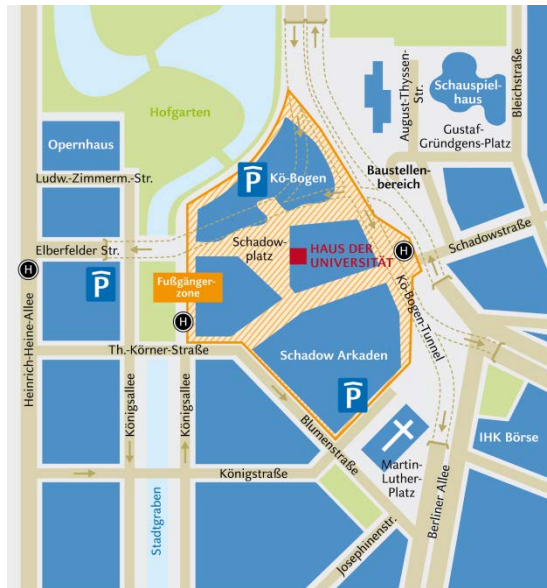 Hofgarten
Opernhaus
Ludw.-Zimmerm.-Str.
Elberfelder Str.
H
P
Heinrich-Heine-Allee
Königsallee
Königsallee
Stadtgraben
Th.-Körner-Straße
Königstraße
Fußgänger-
zone
H
P
Kö-Bogen
Schadow-
platz
HAUS DER
UNIVERSITÄT
H
Schadow Arkaden
P
Blumenstraße
Martin-
Luther-
Platz
Josephinenstr.
Berliner Allee
IHK Börse
Kö-Bogen-Tunnel
Schadowstraße
Baustellen-
bereich
August-Thyssen-
Str.
Schauspiel-
haus
Gustaf-
Gründgens-Platz
Bleichstraße